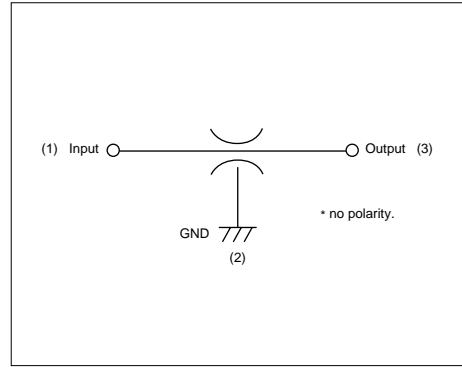 (1) Input Output (3)
* no polarity.
GND
(2)